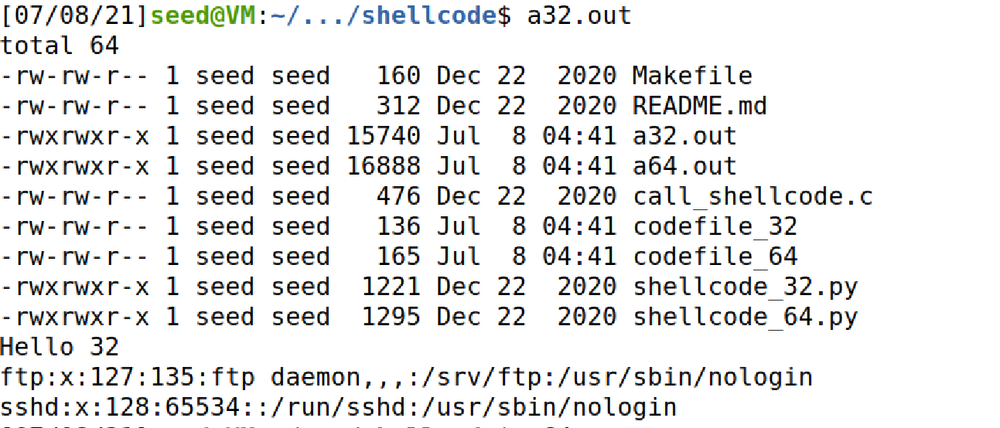 [07/08/21]seed@VM:~/.../shellcode$ a32.out
total 64
-rw-rw-r-- 1 seed seed   160 Dec 22  2020 Makefile
-rw-rw-r-- 1 seed seed   312 Dec 22  2020 README.md
-rwxrwxr-x 1 seed seed 15740 Jul  8 04:41 a32.out
-rwxrwxr-x 1 seed seed 16888 Jul  8 04:41 a64.out
-rw-rw-r-- 1 seed seed   476 Dec 22  2020 call_shellcode.c
-rw-rw-r-- 1 seed seed   136 Jul  8 04:41 codefile_32
-rw-rw-r-- 1 seed seed   165 Jul  8 04:41 codefile_64
-rwxrwxr-x 1 seed seed  1221 Dec 22  2020 shellcode_32.py
-rwxrwxr-x 1 seed seed  1295 Dec 22  2020 shellcode_64.py
Hello 32
ftp:x:127:135:ftp daemon,,,:/srv/ftp:/usr/sbin/nologin
sshd:x:128:65534::/run/sshd:/usr/sbin/nologin